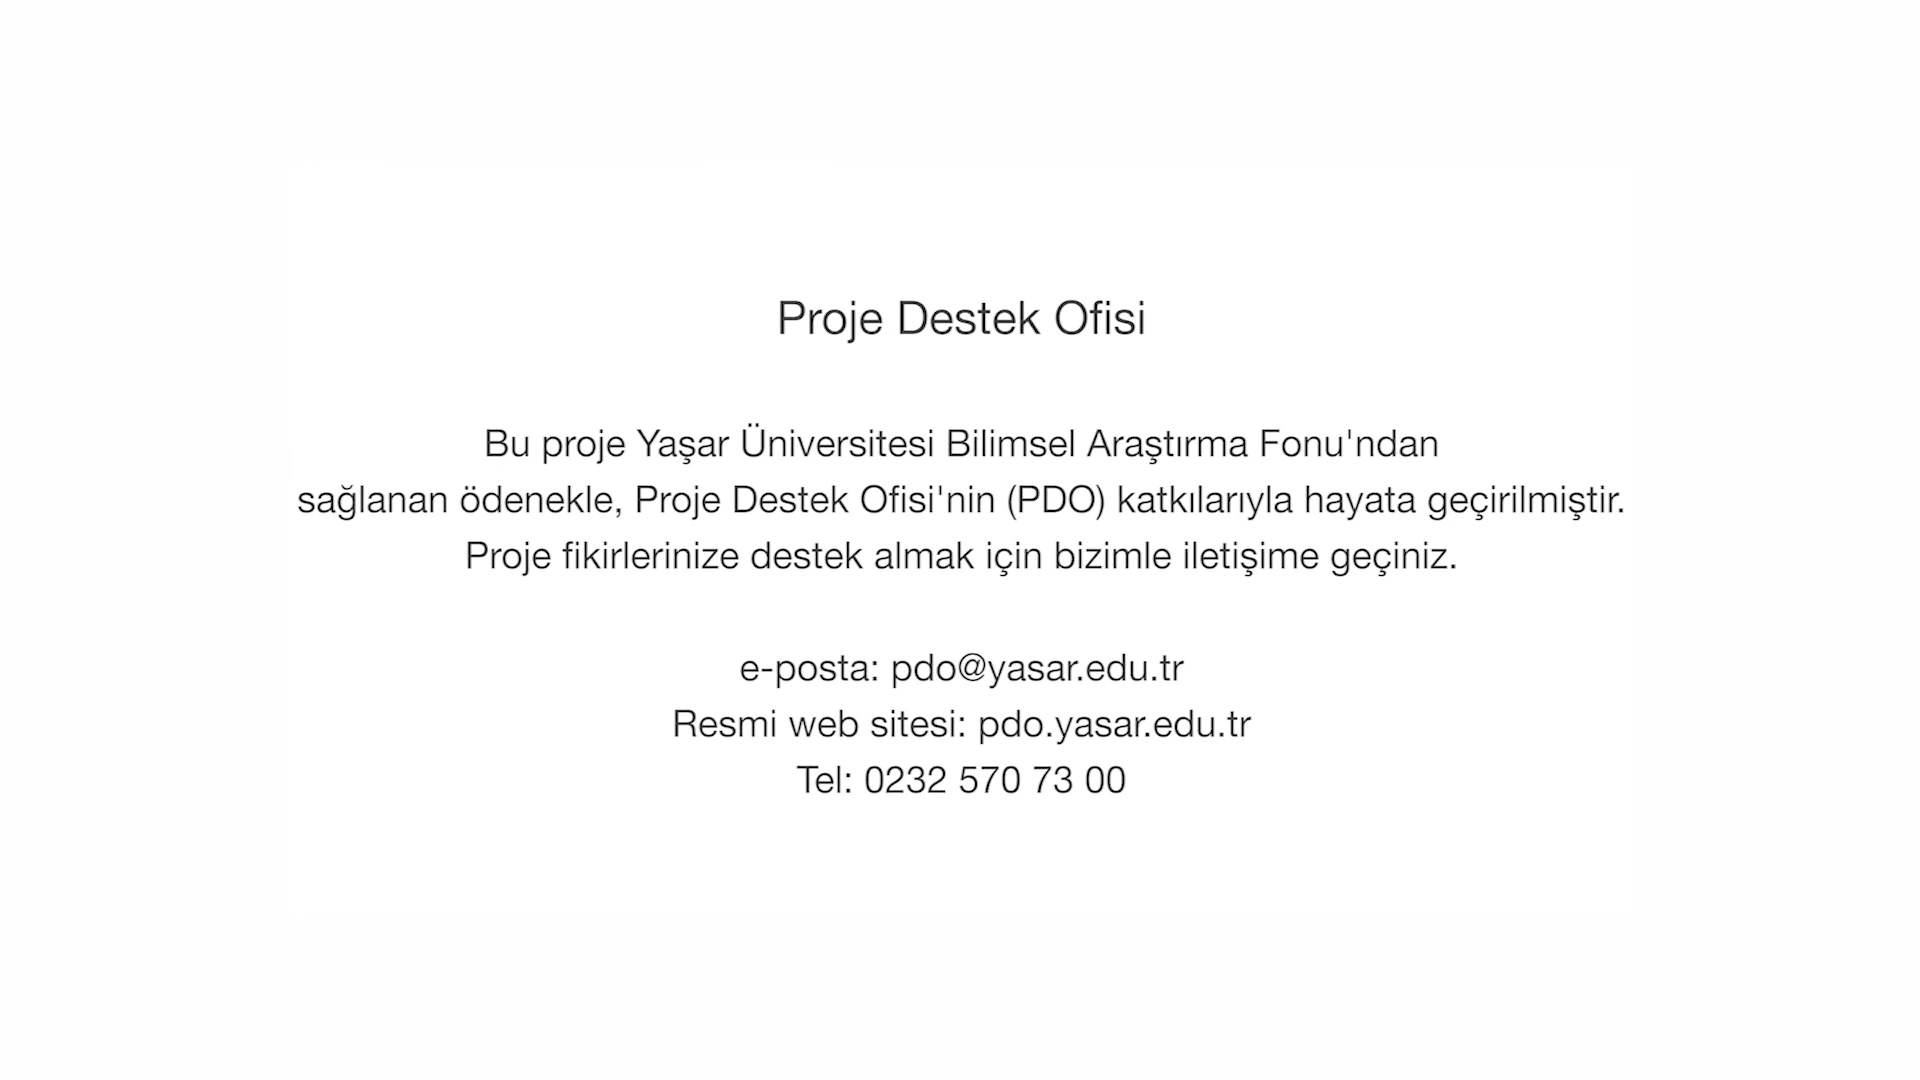 Proje Destek Ofisi
Bu proje Yaşar Üniversitesi Bilimsel Araştırma Fonu'ndan
sağlanan ödenekle, Proje Destek Ofisi'nin (PDO) katkılarıyla hayata geçirilmiştir.
Proje fikirlerinize destek almak için bizimle iletişime geçiniz.
e-posta: pdo@yasar.edu.tr
Resmi web sitesi: pdo.yasar.edu.tr
Tel: 0232 570 73 00